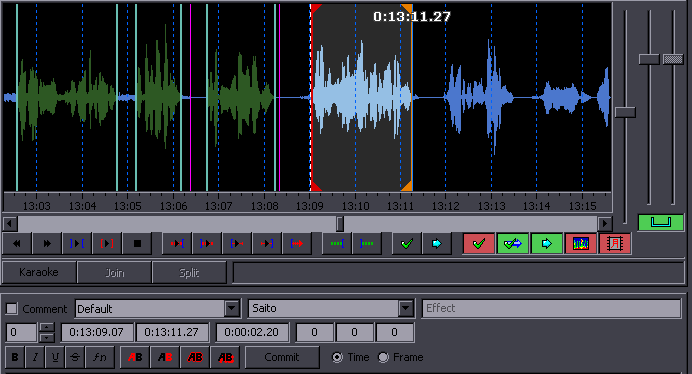 0:13:11.27
13:03 13:04 13:05 13:06 13:07 13:08 13:09 13:10 13:11 13:12 13:13 13:14 13:15
Karaoke Join Split
Comment Default Saito Effect
0 0:13:09.07 0:13:11.27 0:00:02.20 0 0 0
B I U S fn AB AB AB AB Commit Time Frame